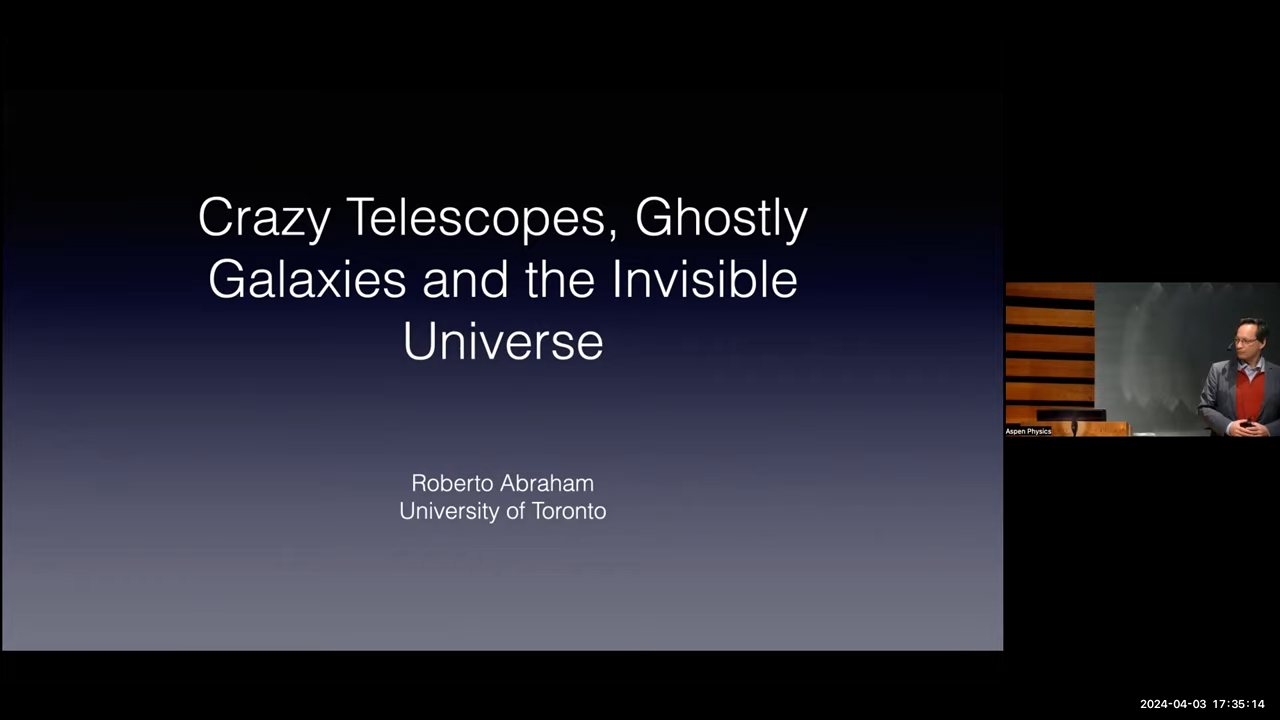 Crazy Telescopes, Ghostly
Galaxies and the Invisible
Universe
Roberto Abraham
University of Toronto
Aspen Physics
2024-04-03 17:35:14